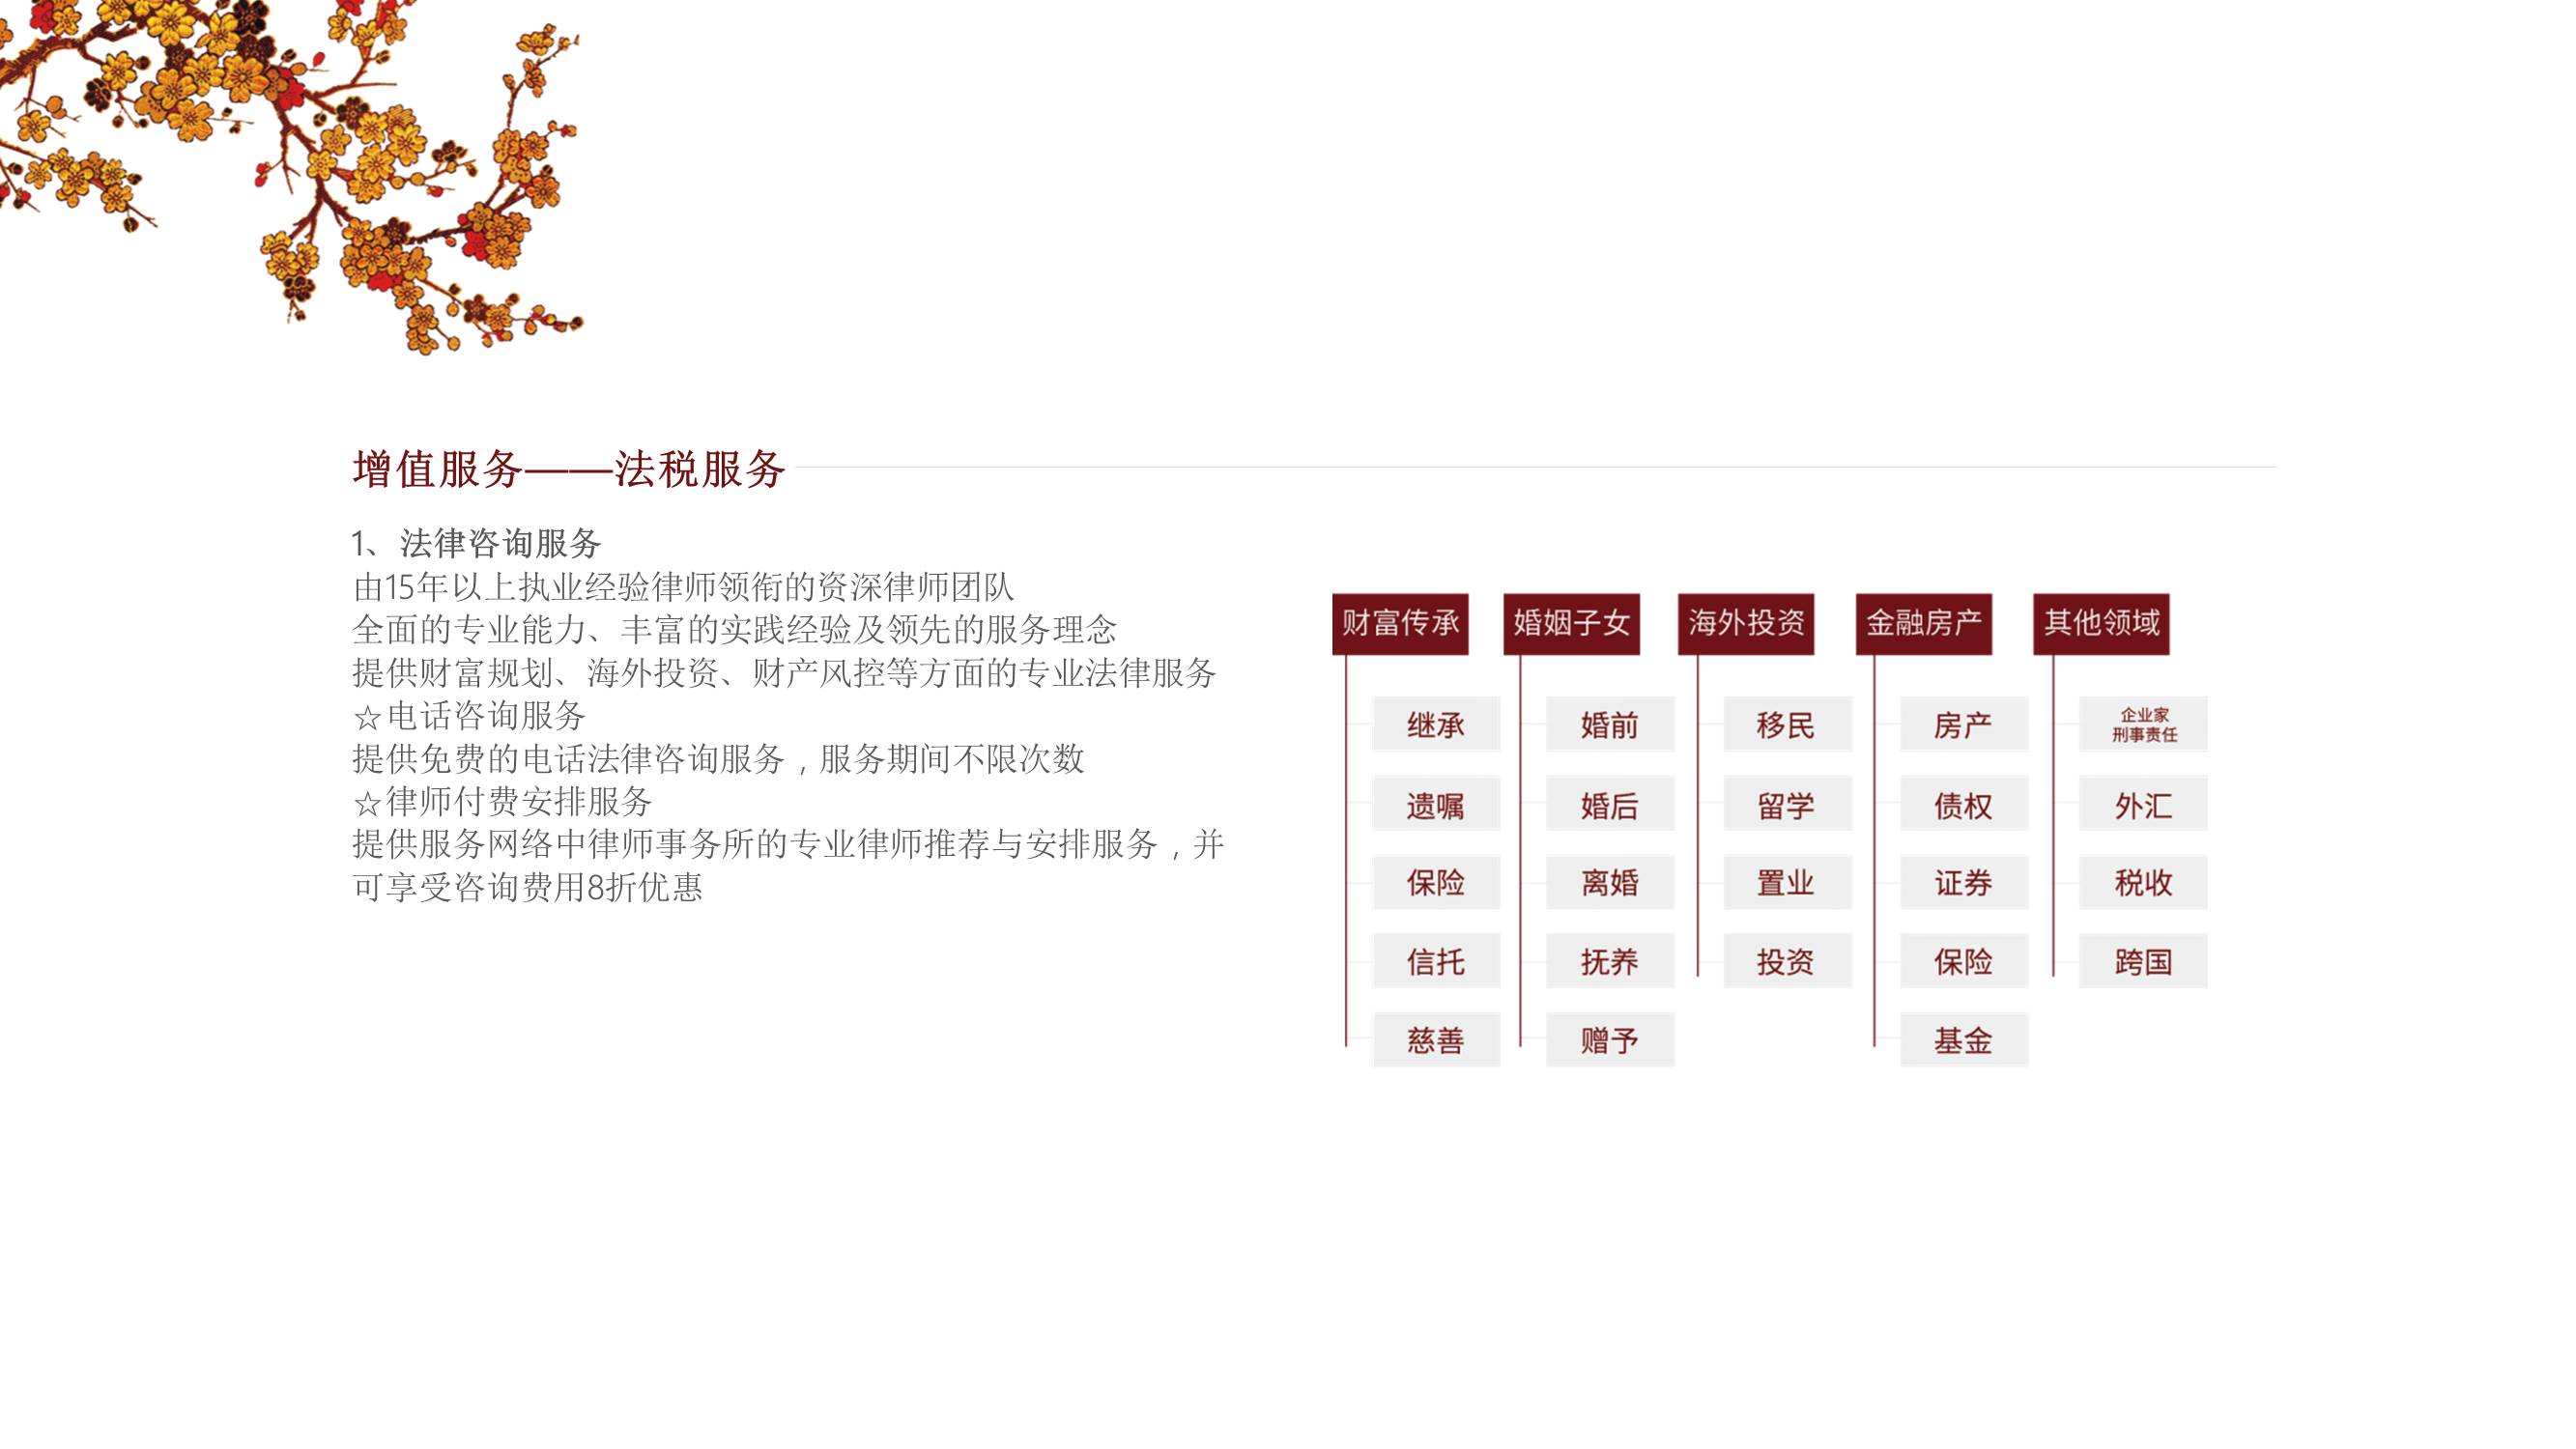 增值服务——法税服务
1、法律咨询服务
由15年以上执业经验律师领衔的资深律师团队
全面的专业能力、丰富的实践经验及领先的服务理念
提供财富规划、海外投资、财产风控等方面的专业法律服务
☆电话咨询服务
提供免费的电话法律咨询服务，服务期间不限次数
☆律师付费安排服务
提供服务网络中律师事务所的专业律师推荐与安排服务，并
可享受咨询费用8折优惠
财富传承
继承
遗嘱
保险
信托
慈善
婚姻子女
婚前
婚后
离婚
抚养
赠予
海外投资
移民
留学
置业
投资
金融房产
房产
债权
证券
保险
基金
其他领域
企业家
刑事责任
外汇
税收
跨国